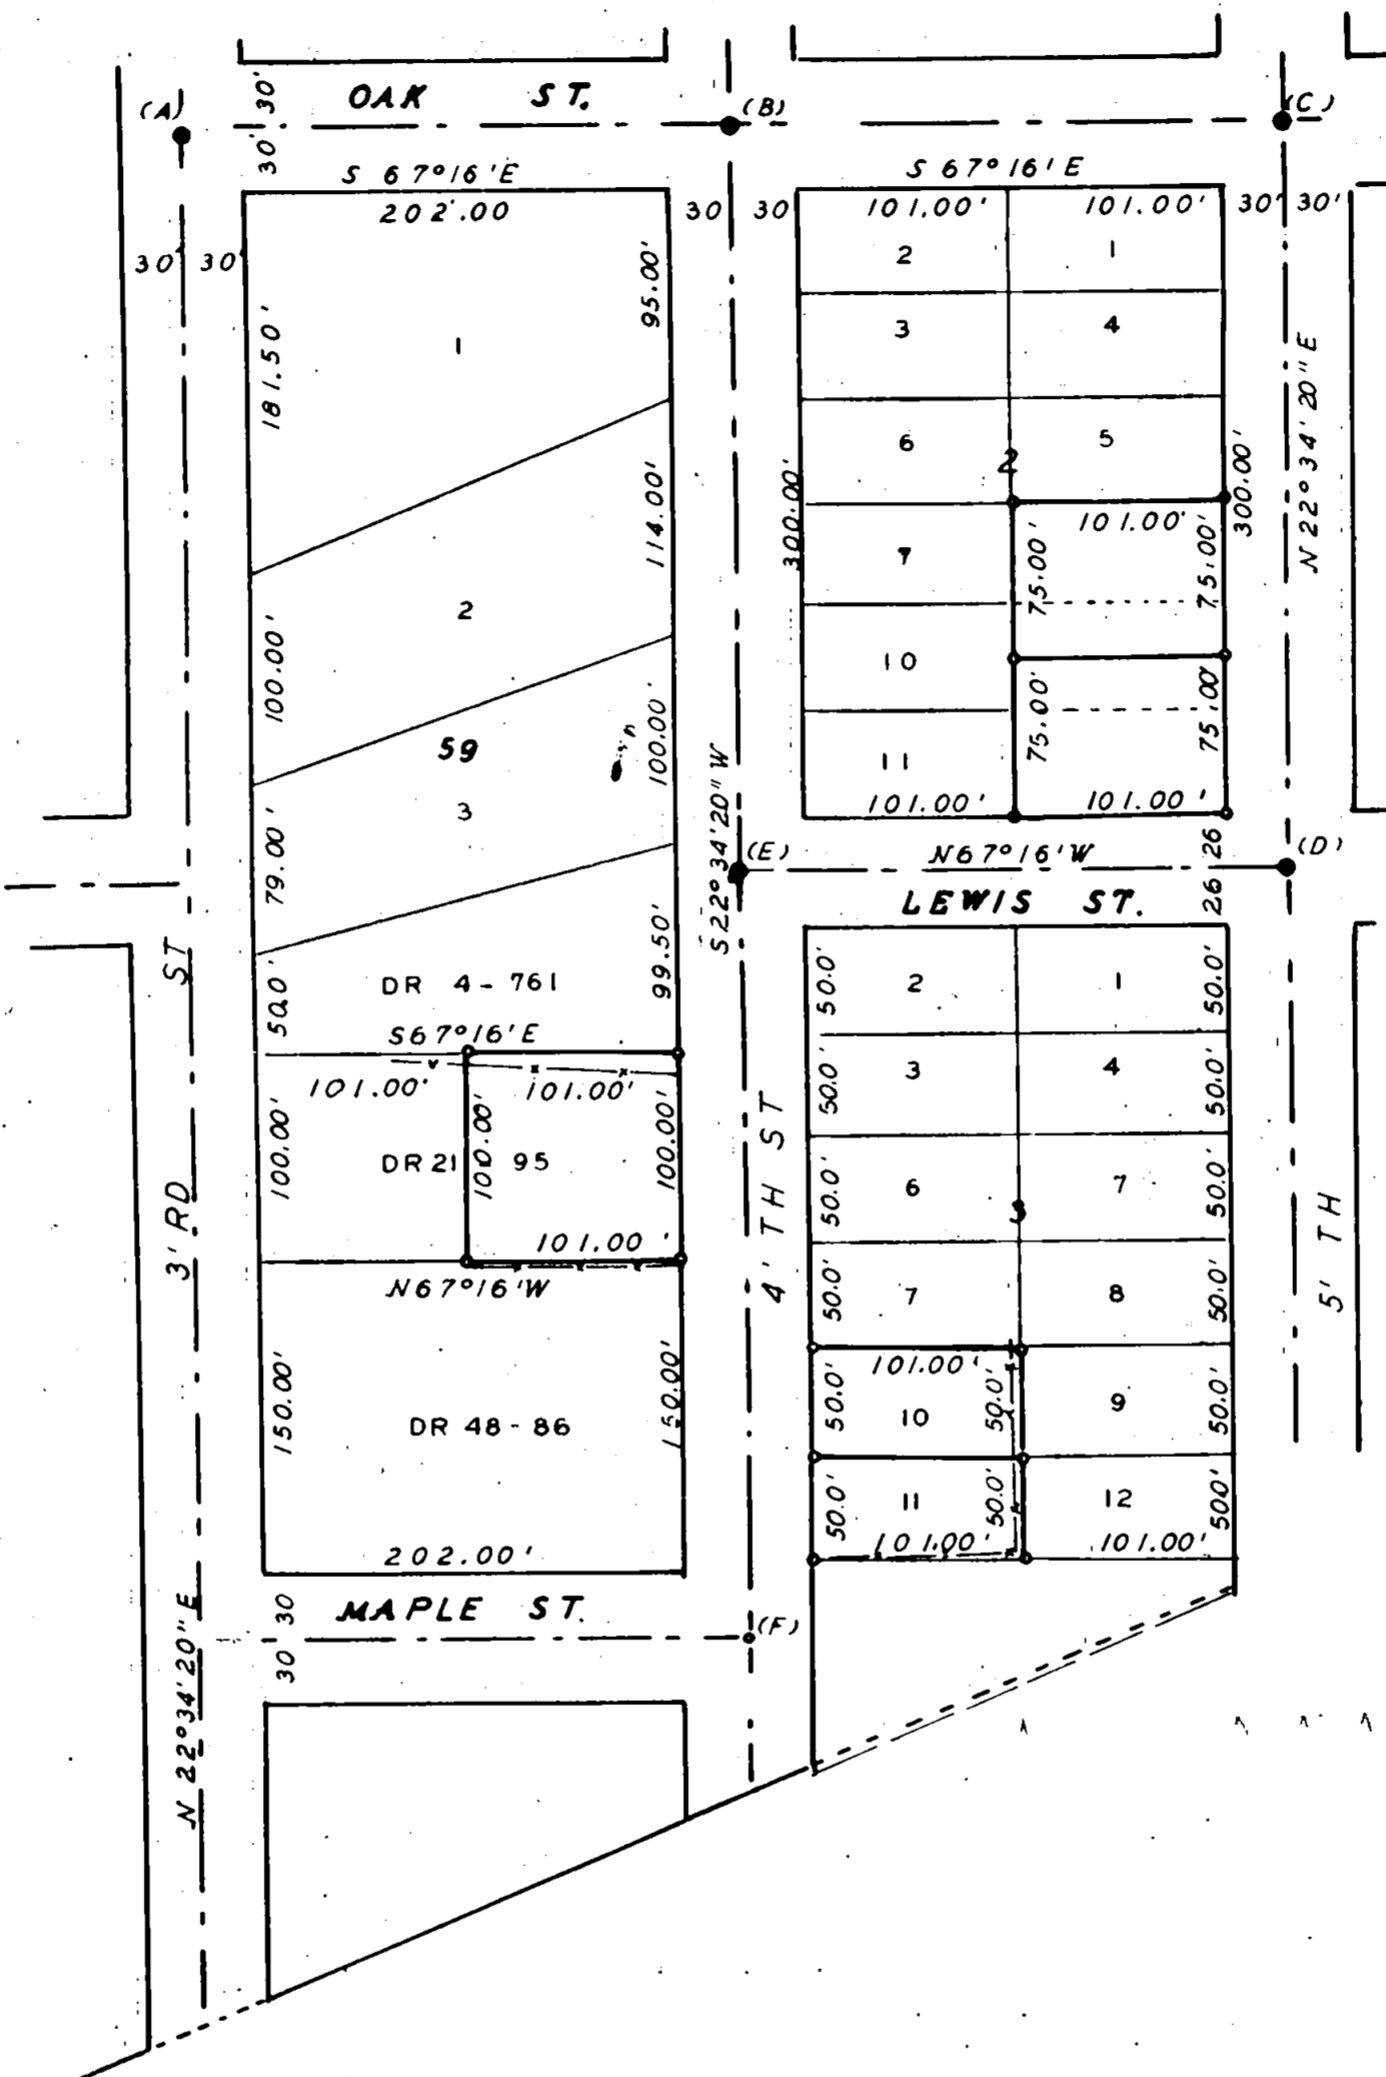 OAK ST.
(A)
(B)
(C)
30' 30'
S 67°16'E
202.00
30' 30'
181.50'
95.00'
1
30 30
S 67°16'E
101.00' 101.00'
30' 30'
2 1
3 4
6 5
2
7
10
11
300.00'
300.00'
101.00'
75.00' 75.00'
75.00' 75.00'
101.00' 101.00'
N 22°34'20"E
114.00'
2
100.00'
59
100.00'
3
79.00'
S 22°34'20"W
(E)
N67°16'W
(D)
26 26
LEWIS ST.
99.50'
DR 4-761
50.0'
S67°16'E
101.00' 101.00'
100.00' 100.00' 100.00'
DR 21 95
101.00'
N67°16'W
150.00' 150.00'
DR 48-86
202.00'
3'RD ST
4'TH ST
5'TH
50.0' 2 1 50.0'
50.0' 3 4 50.0'
50.0' 6 7 50.0'
3
50.0' 7 8 50.0'
101.00'
50.0' 10 50.0' 9 50.0'
50.0' 11 50.0' 12 500'
101.00' 101.00'
MAPLE ST.
30 30
(F)
N 22°34'20"E